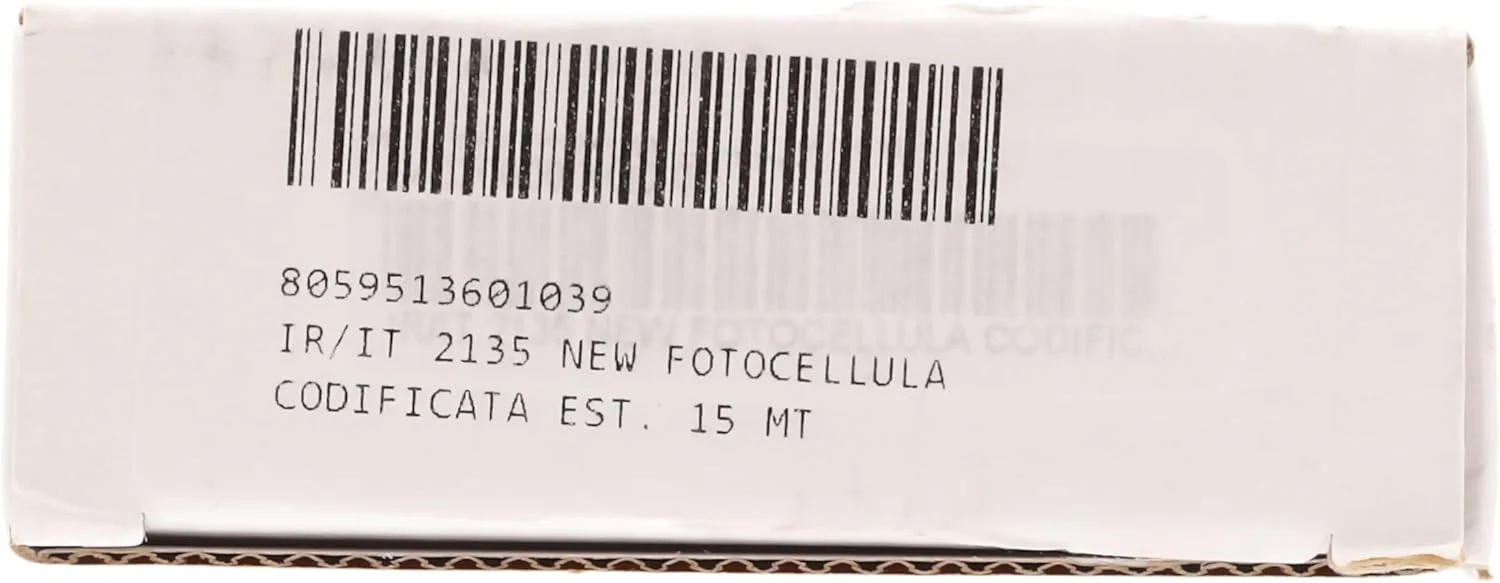 8059513601039
IR/IT 2135 NEW FOTOCELLULA
CODIFICATA EST. 15 MT